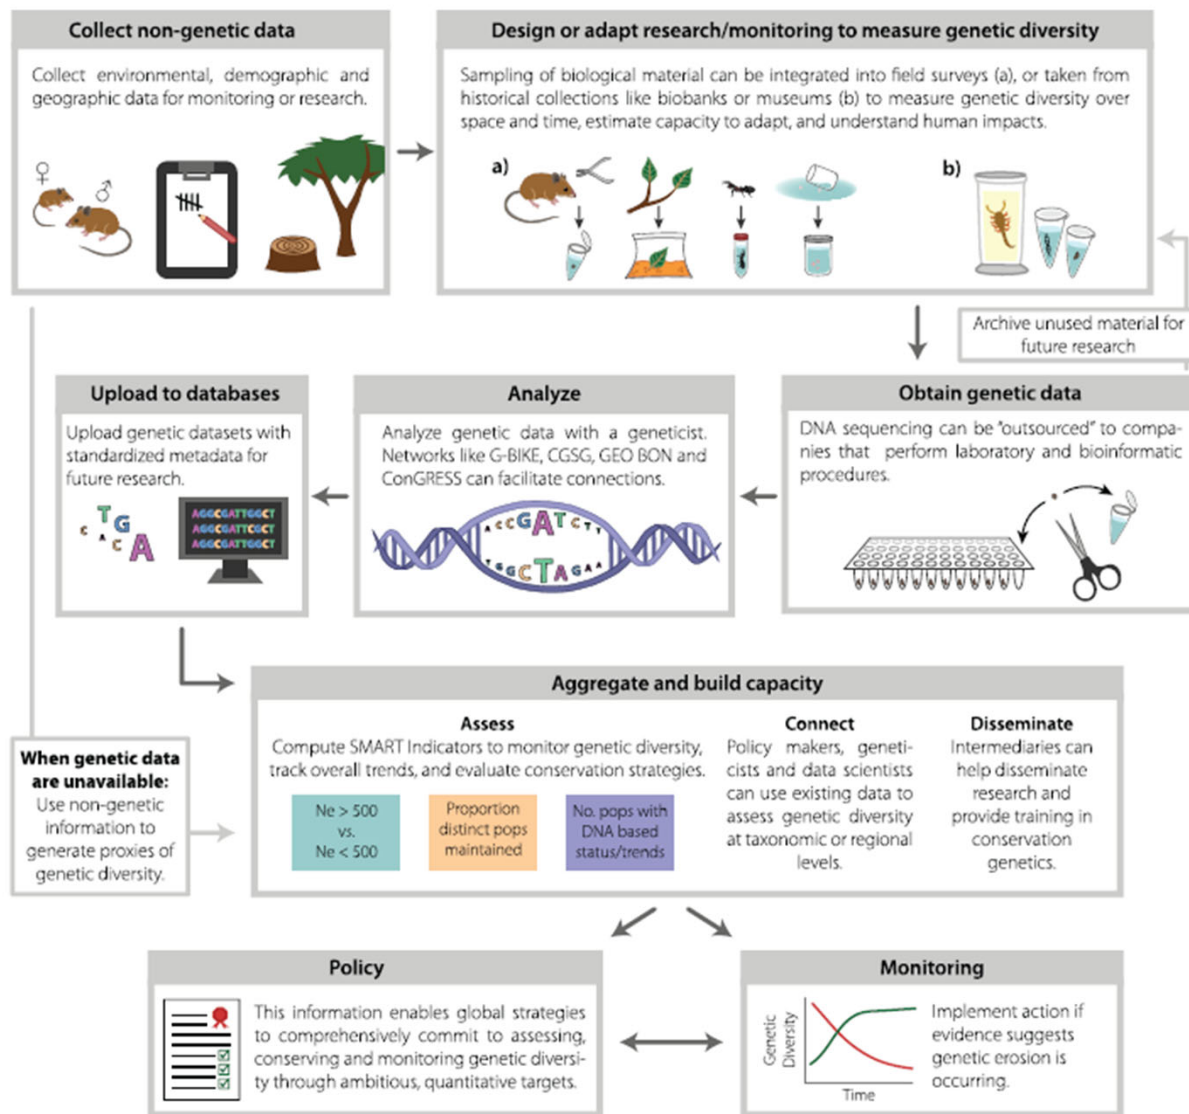 Collect non-genetic data
Collect environmental, demographic and
geographic data for monitoring or research.
♀
♂
Design or adapt research/monitoring to measure genetic diversity
Sampling of biological material can be integrated into field surveys (a), or taken from
historical collections like biobanks or museums (b) to measure genetic diversity over
space and time, estimate capacity to adapt, and understand human impacts.
a)
b)
Archive unused material for
future research
Upload to databases
Upload genetic datasets with
standardized metadata for
future research.
C T G
A C A
AGGCGATTGGCT
AGGCGATTCGCT
AGGCGATTGGCT
Analyze
Analyze genetic data with a geneticist.
Networks like G-BIKE, CGSG, GEO BON and
ConGRESS can facilitate connections.
ACCGATCTT
TGGCTAGAA
Obtain genetic data
DNA sequencing can be "outsourced" to compa-
nies that perform laboratory and bioinformatic
procedures.
Aggregate and build capacity
Assess
Compute SMART Indicators to monitor genetic diversity,
track overall trends, and evaluate conservation strategies.
Ne > 500
vs.
Ne < 500
Proportion
distinct pops
maintained
No. pops with
DNA based
status/trends
Connect
Policy makers, geneti-
cists and data scientists
can use existing data to
assess genetic diversity
at taxonomic or regional
levels.
Disseminate
Intermediaries can
help disseminate
research and
provide training in
conservation
genetics.
When genetic data
are unavailable:
Use non-genetic
information to
generate proxies of
genetic diversity.
Policy
This information enables global strategies
to comprehensively commit to assessing,
conserving and monitoring genetic diversi-
ty through ambitious, quantitative targets.
Monitoring
Genetic
Diversity
Time
Implement action if
evidence suggests
genetic erosion is
occurring.